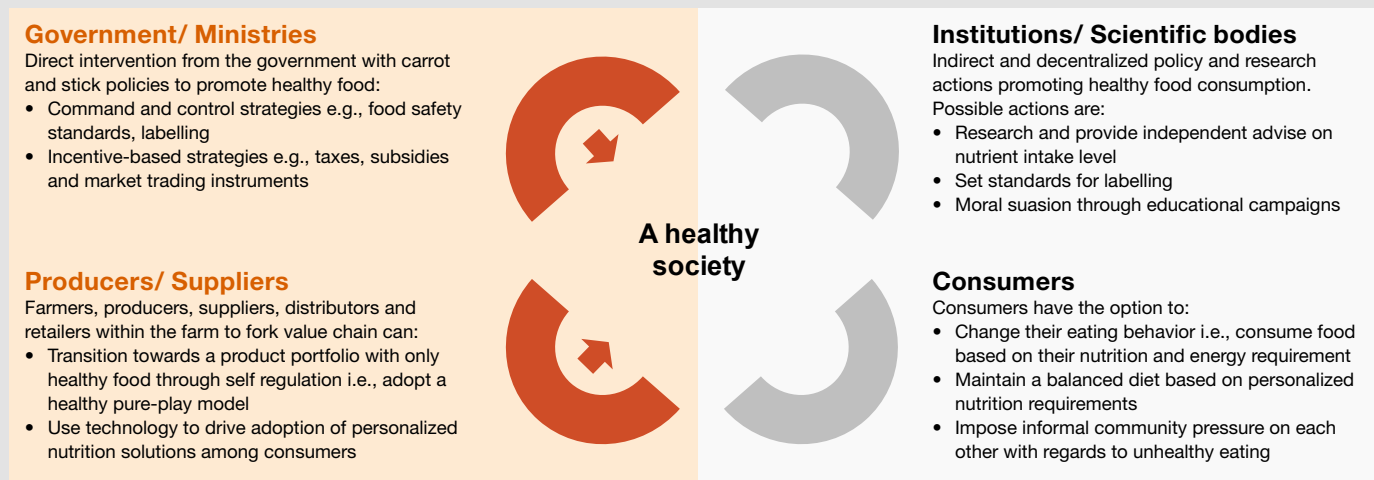 Government/ Ministries
Direct intervention from the government with carrot
and stick policies to promote healthy food:
• Command and control strategies e.g., food safety
standards, labelling
• Incentive-based strategies e.g., taxes, subsidies
and market trading instruments
Producers/ Suppliers
Farmers, producers, suppliers, distributors and
retailers within the farm to fork value chain can:
• Transition towards a product portfolio with only
healthy food through self regulation i.e., adopt a
healthy pure-play model
• Use technology to drive adoption of personalized
nutrition solutions among consumers
A healthy
society
Institutions/ Scientific bodies
Indirect and decentralized policy and research
actions promoting healthy food consumption.
Possible actions are:
• Research and provide independent advise on
nutrient intake level
• Set standards for labelling
• Moral suasion through educational campaigns
Consumers
Consumers have the option to:
• Change their eating behavior i.e., consume food
based on their nutrition and energy requirement
• Maintain a balanced diet based on personalized
nutrition requirements
• Impose informal community pressure on each
other with regards to unhealthy eating